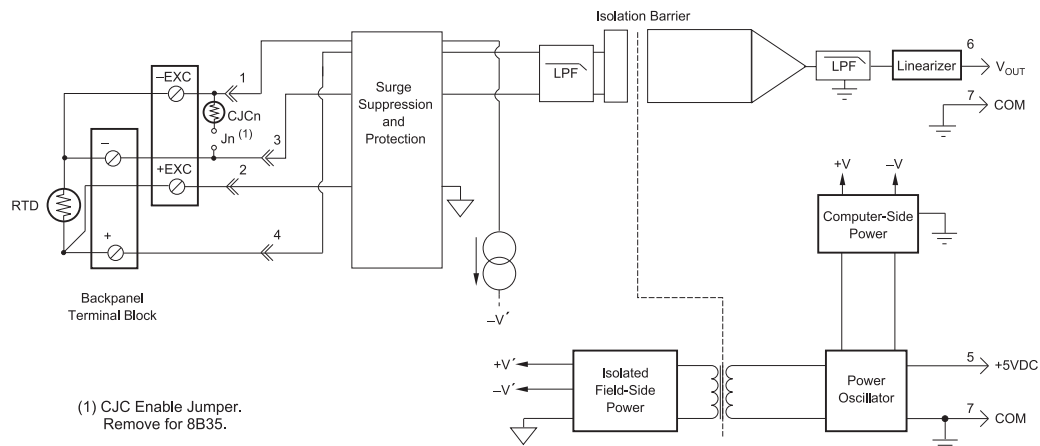 Isolation Barrier
–EXC
1
CJCn
Jn (1)
3
–
+EXC
2
RTD
+
4
Backpanel
Terminal Block
Surge
Suppression
and
Protection
–V´
LPF
LPF
Linearizer
6
VOUT
7
COM
+V
–V
Computer-Side
Power
+V´
–V´
Isolated
Field-Side
Power
Power
Oscillator
5
+5VDC
7
COM
(1) CJC Enable Jumper.
Remove for 8B35.